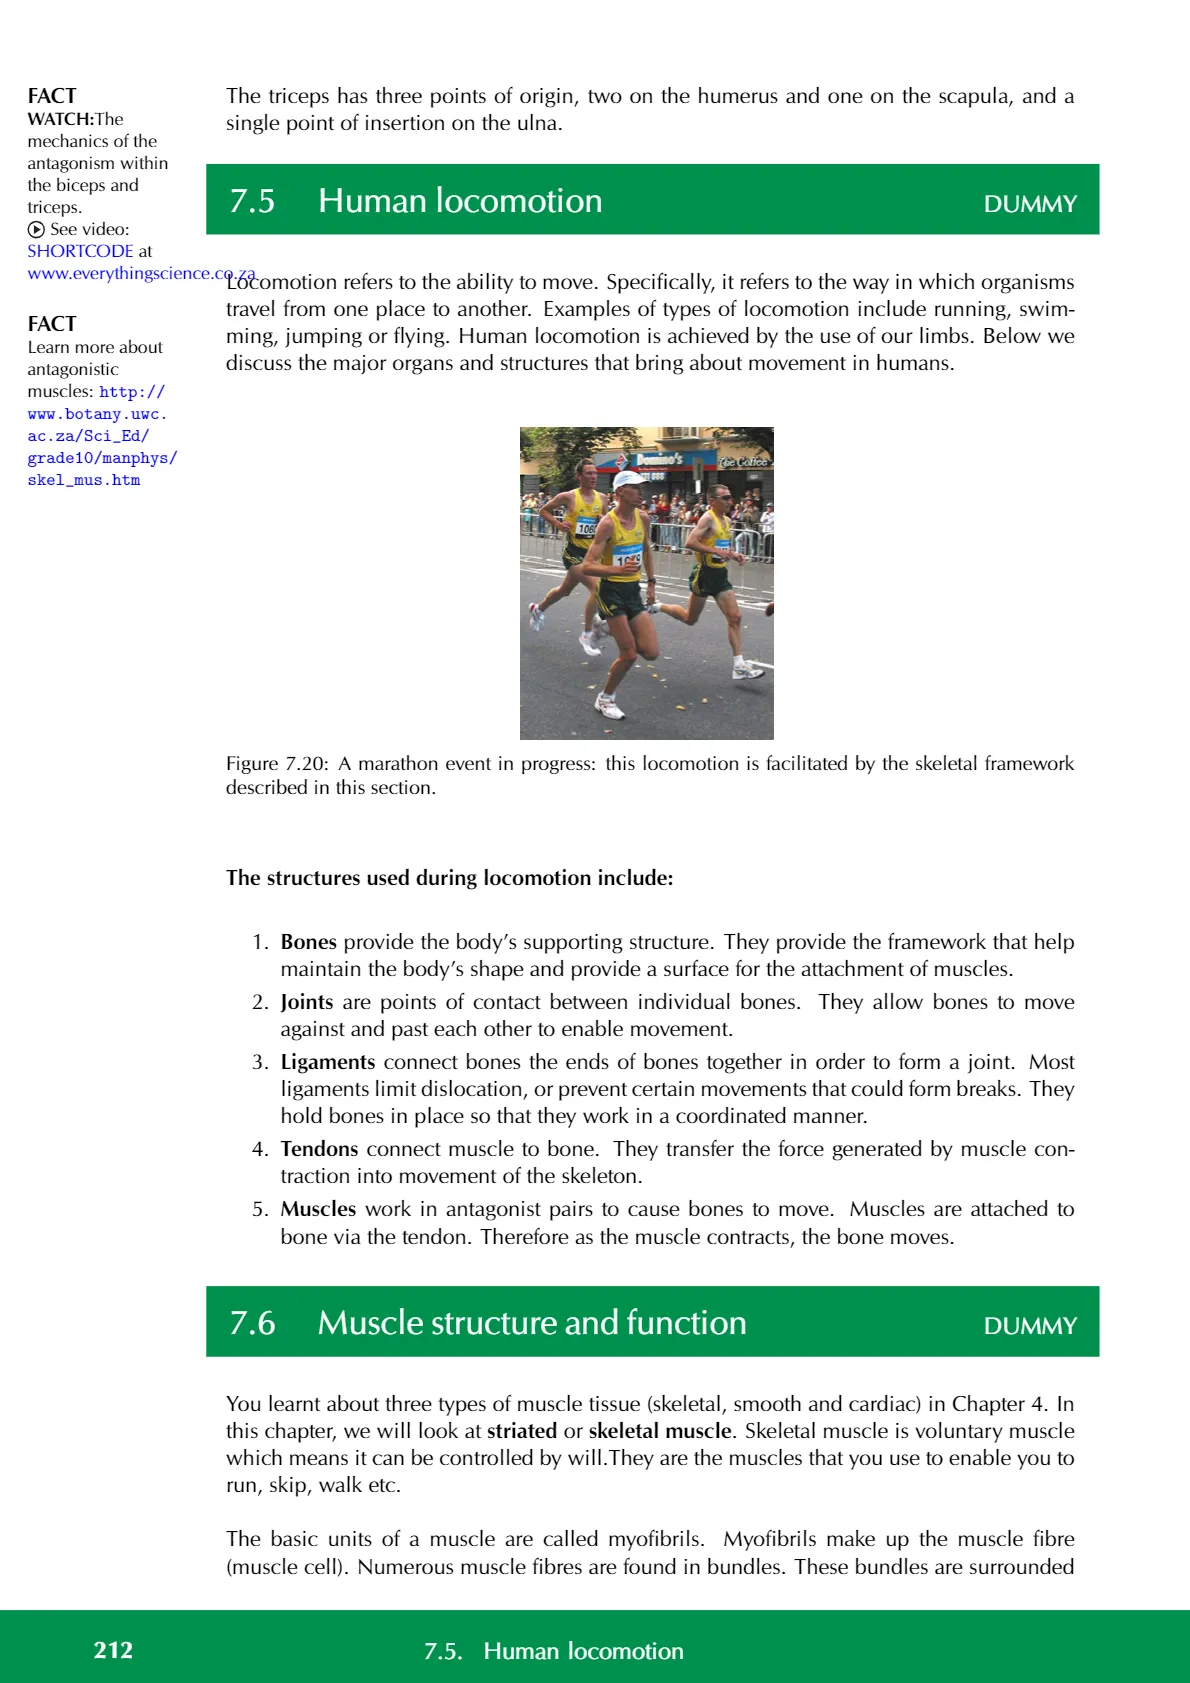 FACT
WATCH:The
mechanics of the
antagonism within
the biceps and
triceps.
See video:
SHORTCODE at
www.everythingscience.co.za
FACT
Learn more about
antagonistic
muscles: http://
www.botany.uwc.
ac.za/Sci_Ed/
grade10/manphys/
skel_mus.htm
The triceps has three points of origin, two on the humerus and one on the scapula, and a
single point of insertion on the ulna.
7.5 Human locomotion DUMMY
Locomotion refers to the ability to move. Specifically, it refers to the way in which organisms
travel from one place to another. Examples of types of locomotion include running, swim-
ming, jumping or flying. Human locomotion is achieved by the use of our limbs. Below we
discuss the major organs and structures that bring about movement in humans.
Domino's
The Coffee
Figure 7.20: A marathon event in progress: this locomotion is facilitated by the skeletal framework
described in this section.
The structures used during locomotion include:
1. Bones provide the body's supporting structure. They provide the framework that help
maintain the body's shape and provide a surface for the attachment of muscles.
2. Joints are points of contact between individual bones. They allow bones to move
against and past each other to enable movement.
3. Ligaments connect bones the ends of bones together in order to form a joint. Most
ligaments limit dislocation, or prevent certain movements that could form breaks. They
hold bones in place so that they work in a coordinated manner.
4. Tendons connect muscle to bone. They transfer the force generated by muscle con-
traction into movement of the skeleton.
5. Muscles work in antagonist pairs to cause bones to move. Muscles are attached to
bone via the tendon. Therefore as the muscle contracts, the bone moves.
7.6 Muscle structure and function DUMMY
You learnt about three types of muscle tissue (skeletal, smooth and cardiac) in Chapter 4. In
this chapter, we will look at striated or skeletal muscle. Skeletal muscle is voluntary muscle
which means it can be controlled by will.They are the muscles that you use to enable you to
run, skip, walk etc.
The basic units of a muscle are called myofibrils. Myofibrils make up the muscle fibre
(muscle cell). Numerous muscle fibres are found in bundles. These bundles are surrounded
212 7.5. Human locomotion